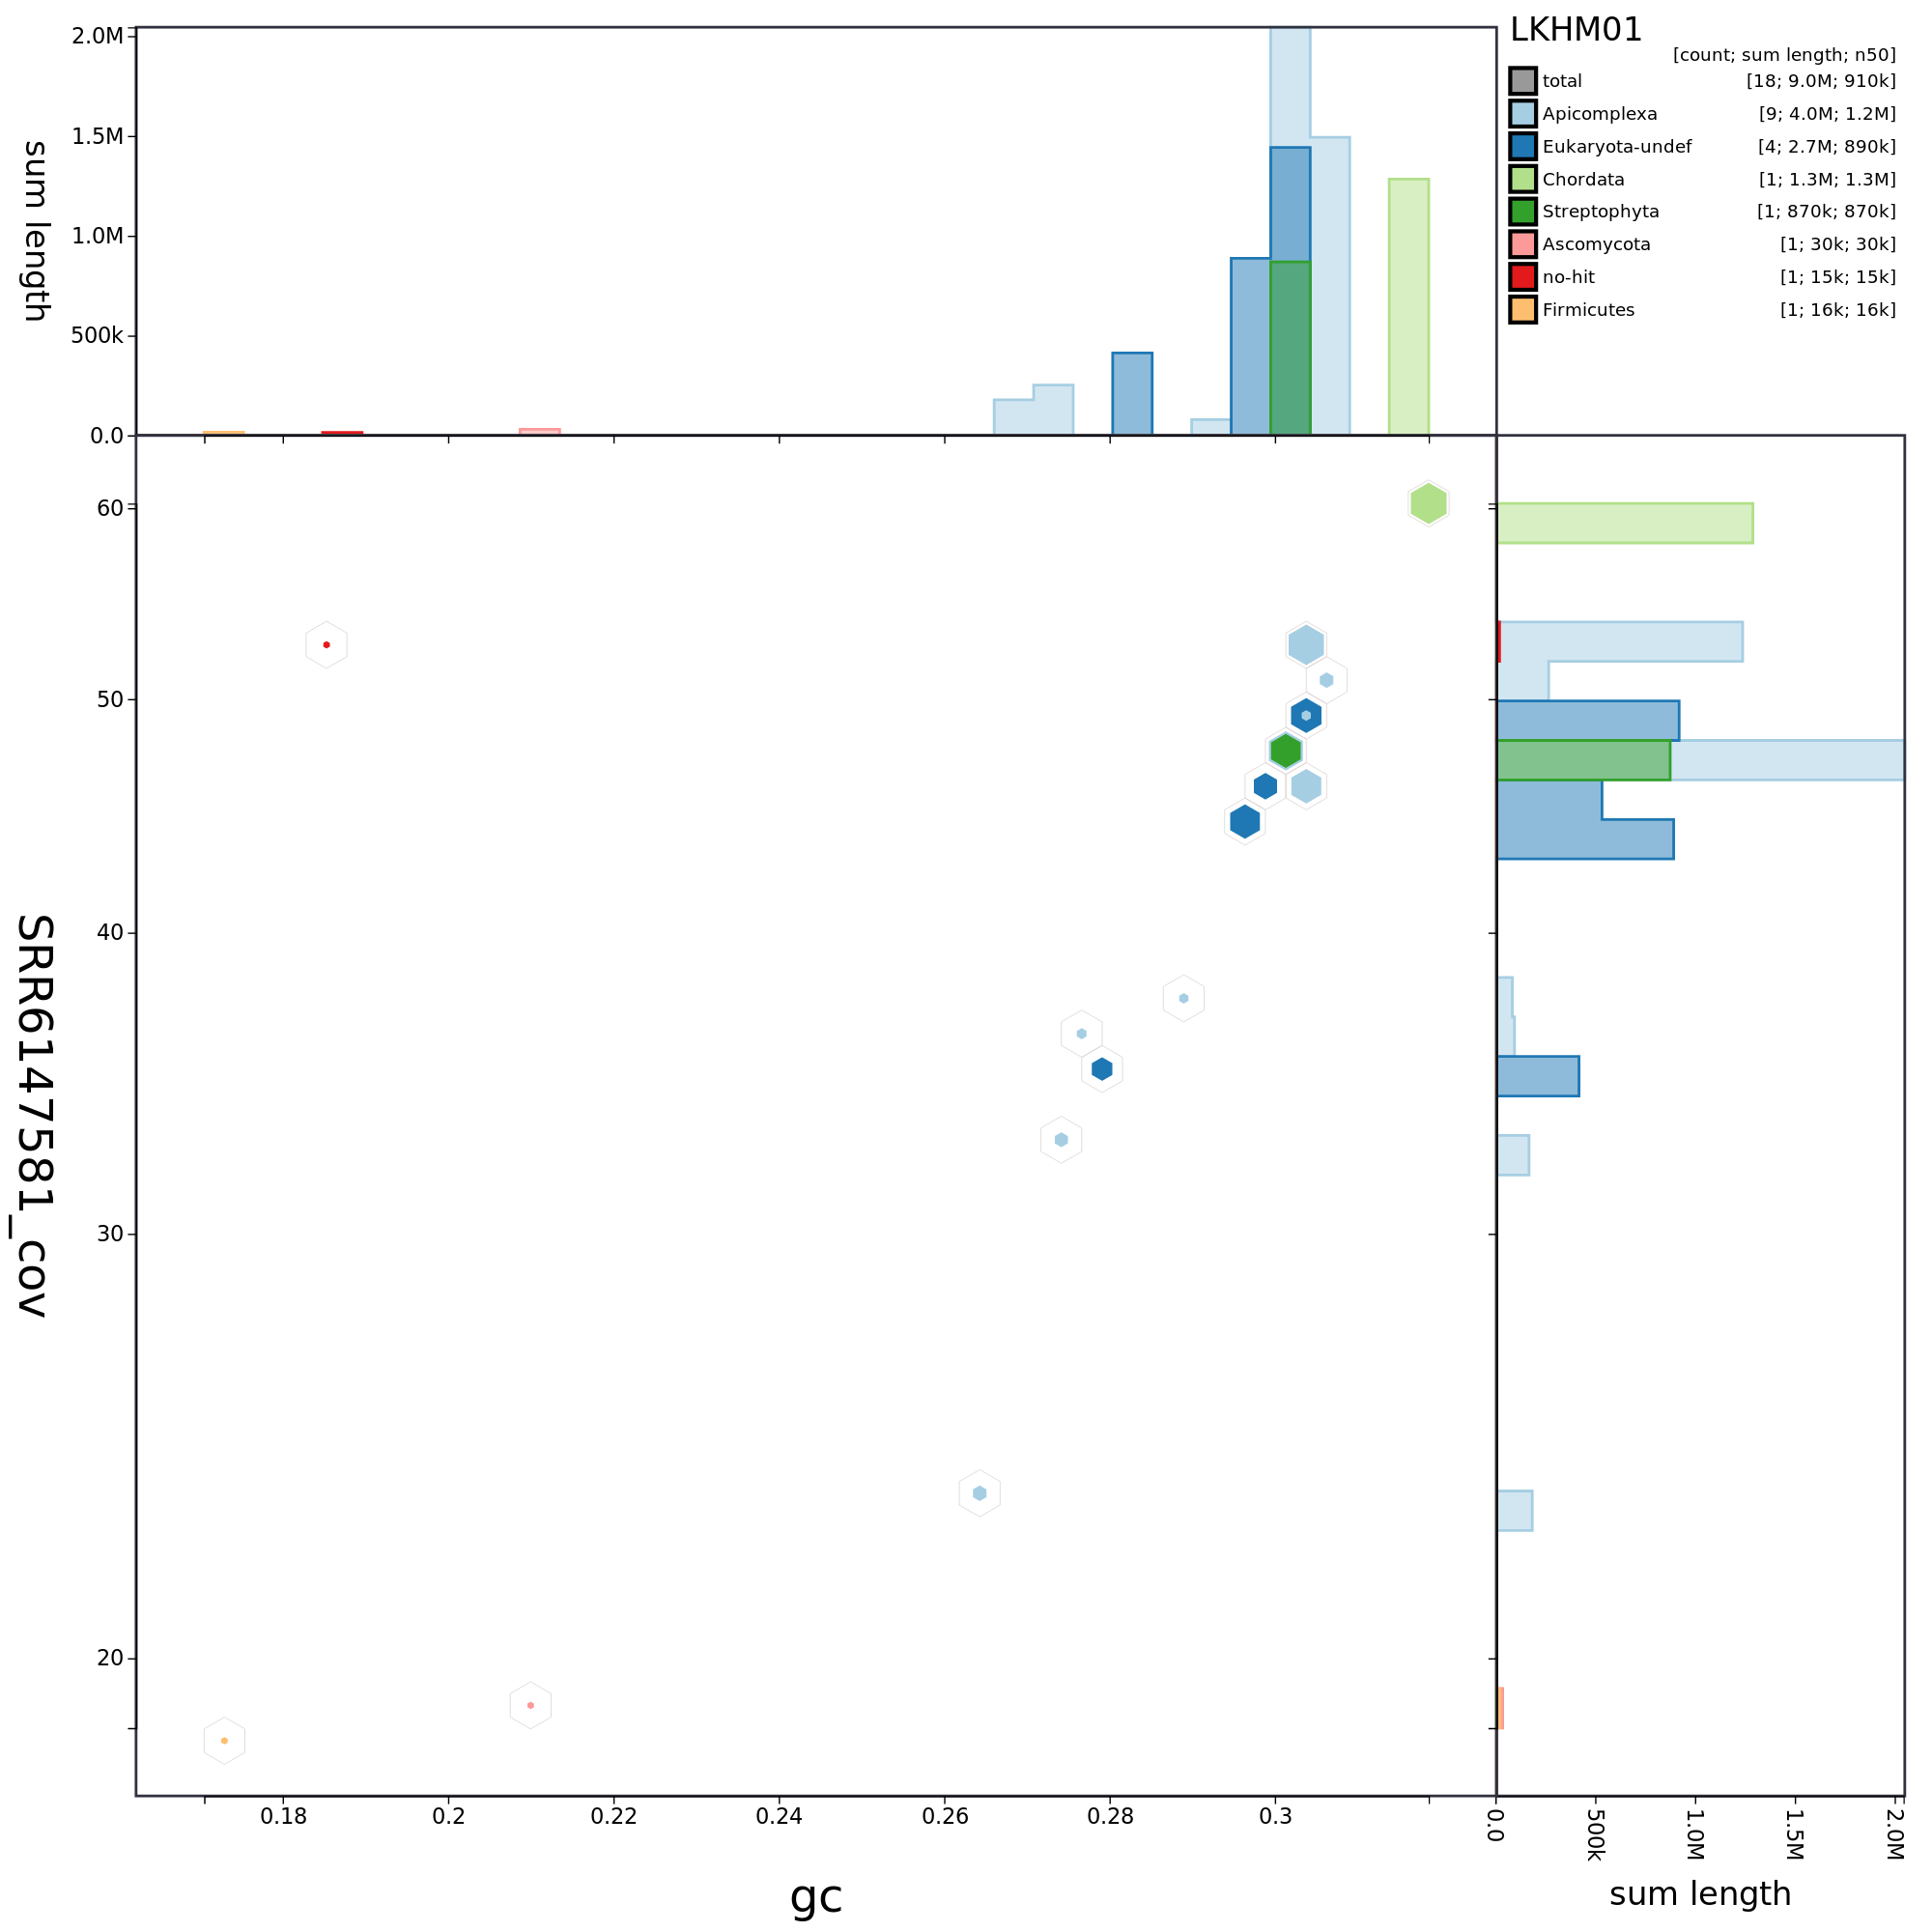 LKHM01
[count; sum length; n50]
total [18; 9.0M; 910k]
Apicomplexa [9; 4.0M; 1.2M]
Eukaryota-undef [4; 2.7M; 890k]
Chordata [1; 1.3M; 1.3M]
Streptophyta [1; 870k; 870k]
Ascomycota [1; 30k; 30k]
no-hit [1; 15k; 15k]
Firmicutes [1; 16k; 16k]
sum length
2.0M
1.5M
1.0M
500k
0.0
SRR6147581_cov
60
50
40
30
20
0.18 0.2 0.22 0.24 0.26 0.28 0.3
gc
0.0 500k 1.0M 1.5M 2.0M
sum length